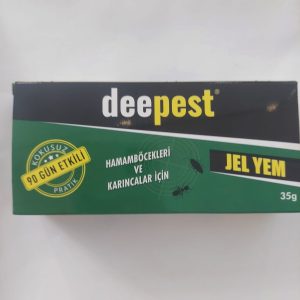 deepest®
KOKUSUZ
90 GÜN ETKİLİ
PRATİK
HAMAMBÖCEKLERİ
VE
KARINCALAR İÇİN
JEL YEM
35g